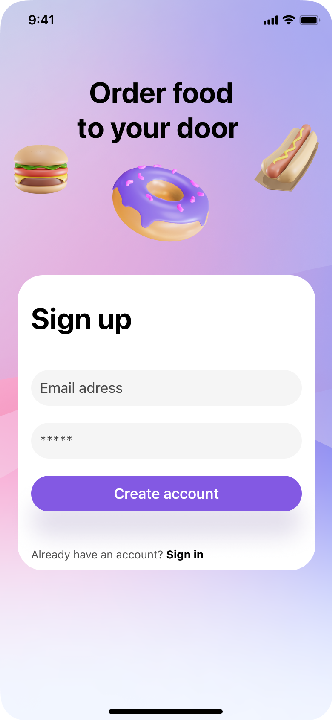 9:41
Order food
to your door
Sign up
Email adress
*****
Create account
Already have an account? Sign in